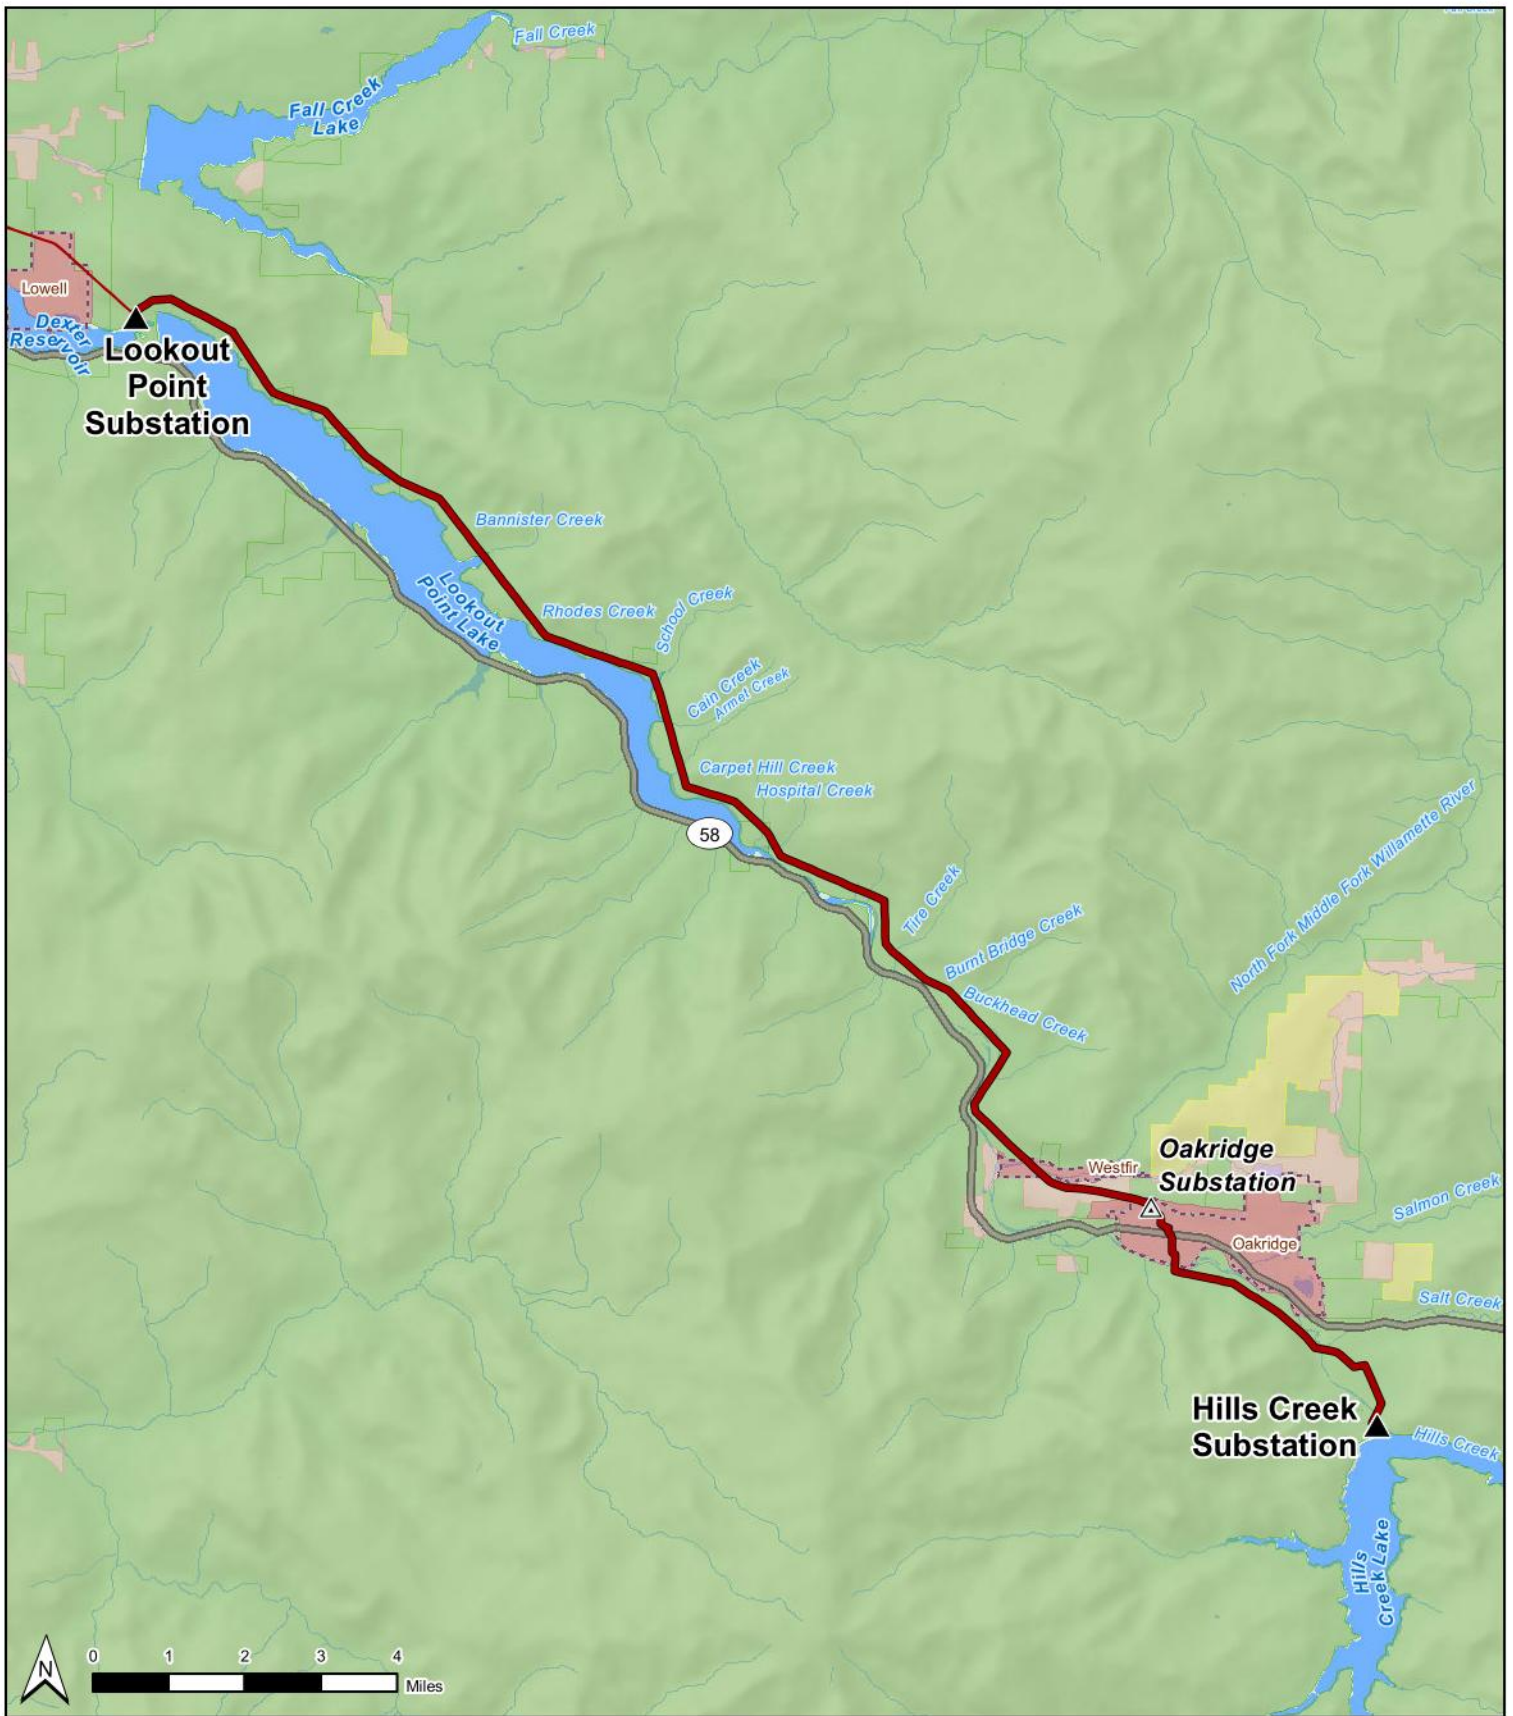 Fall Creek
Fall Creek
Lake
Lowell
Dexter
Reservoir
Lookout
Point
Substation
Bannister Creek
Lookout
Point Lake
Rhodes Creek
School Creek
Cain Creek
Armet Creek
Carpet Hill Creek
Hospital Creek
58
North Fork Middle Fork Willamette River
Tire Creek
Burnt Bridge Creek
Buckhead Creek
Oakridge
Substation
Westfir
Salmon Creek
Oakridge
Salt Creek
Hills Creek
Substation
Hills Creek
Hills
Creek Lake
N
0 1 2 3 4
Miles